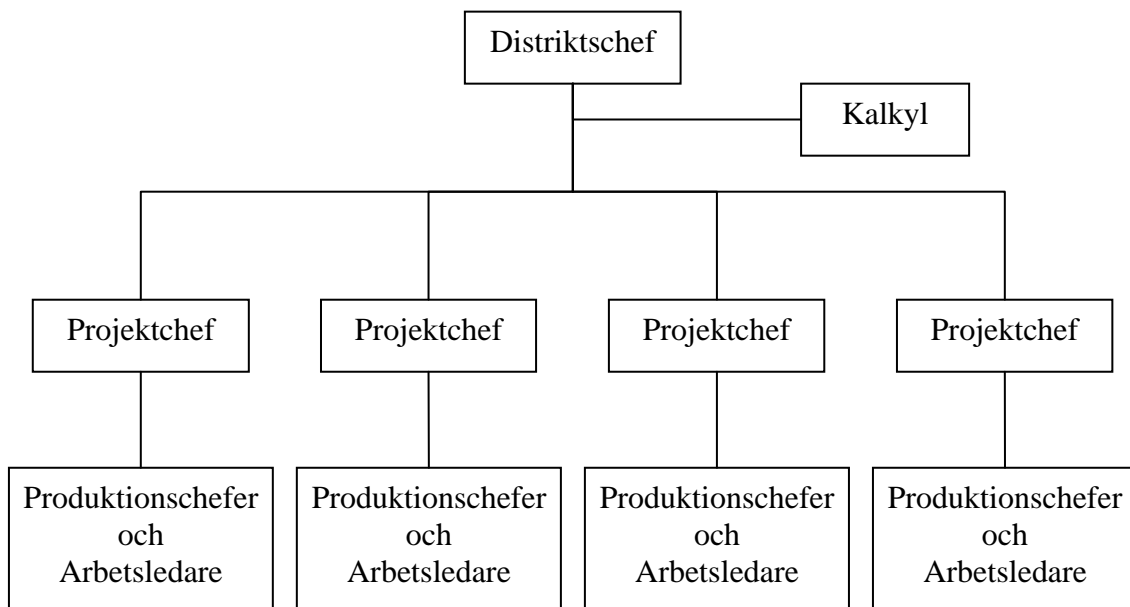 Distriktschef
Kalkyl
Projektchef
Projektchef
Projektchef
Projektchef
Produktionschefer
och
Arbetsledare
Produktionschefer
och
Arbetsledare
Produktionschefer
och
Arbetsledare
Produktionschefer
och
Arbetsledare